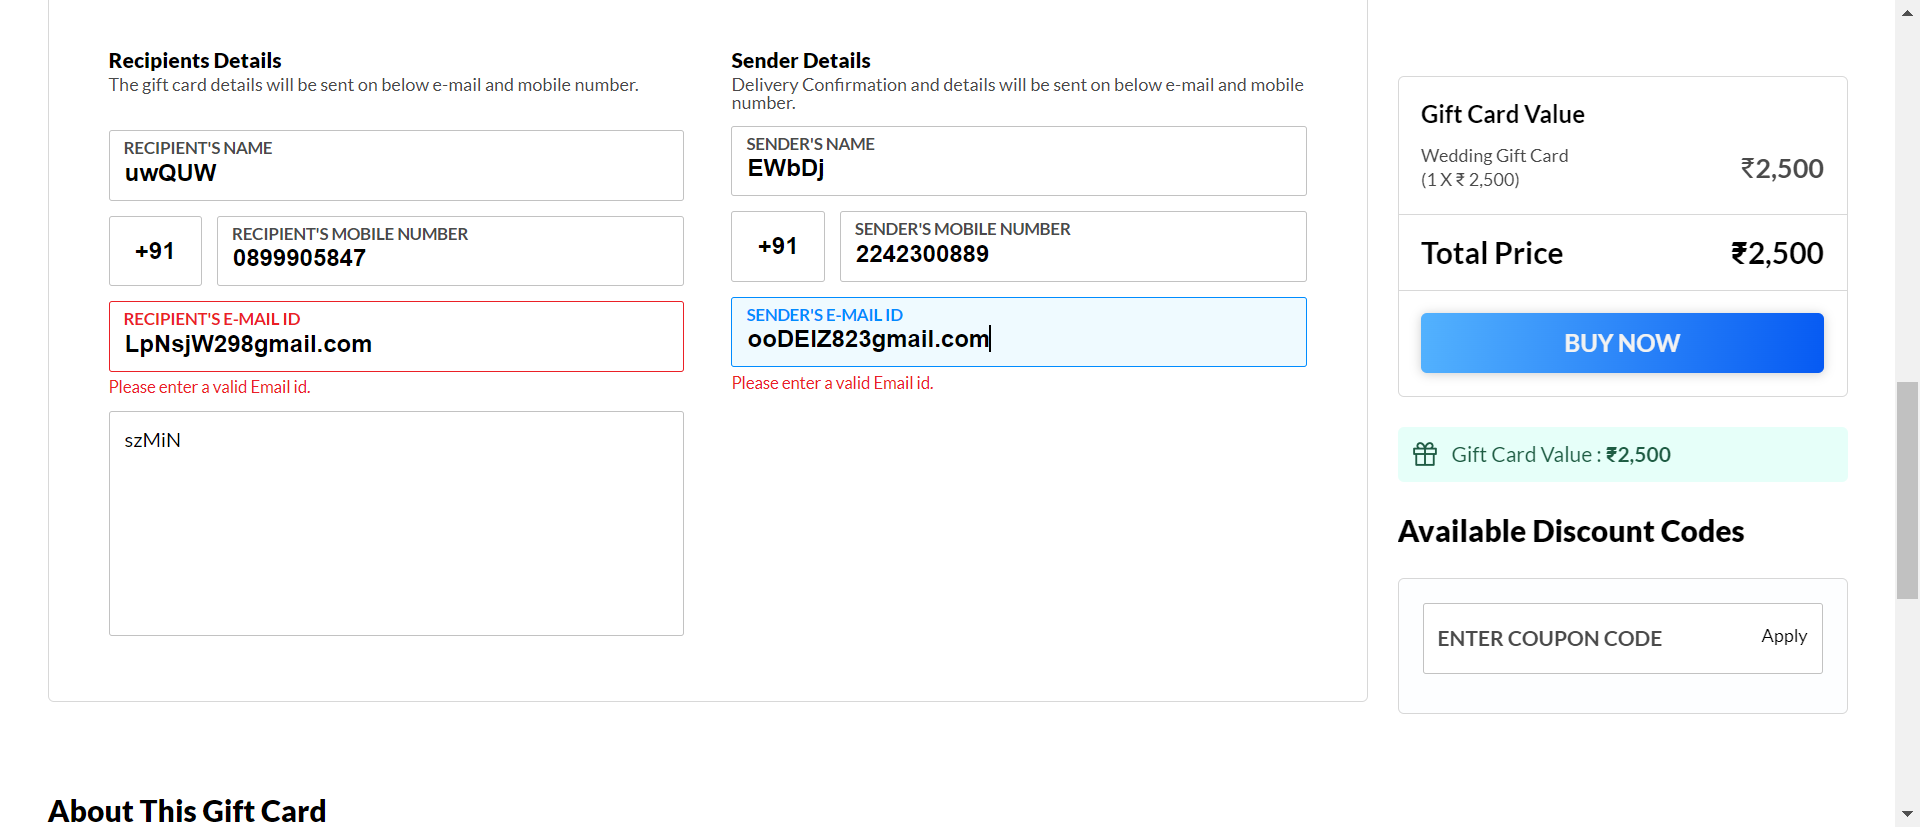 Recipients Details
The gift card details will be sent on below e-mail and mobile number.
RECIPIENT'S NAME
uwQUW
+91
RECIPIENT'S MOBILE NUMBER
0899905847
RECIPIENT'S E-MAIL ID
LpNsjW298gmail.com
Please enter a valid Email id.
szMiN
Sender Details
Delivery Confirmation and details will be sent on below e-mail and mobile
number.
SENDER'S NAME
EWbDj
+91
SENDER'S MOBILE NUMBER
2242300889
SENDER'S E-MAIL ID
ooDEIZ823gmail.com
Please enter a valid Email id.
Gift Card Value
Wedding Gift Card
(1 X ₹ 2,500)
₹2,500
Total Price
₹2,500
BUY NOW
Gift Card Value : ₹2,500
Available Discount Codes
ENTER COUPON CODE
Apply
About This Gift Card